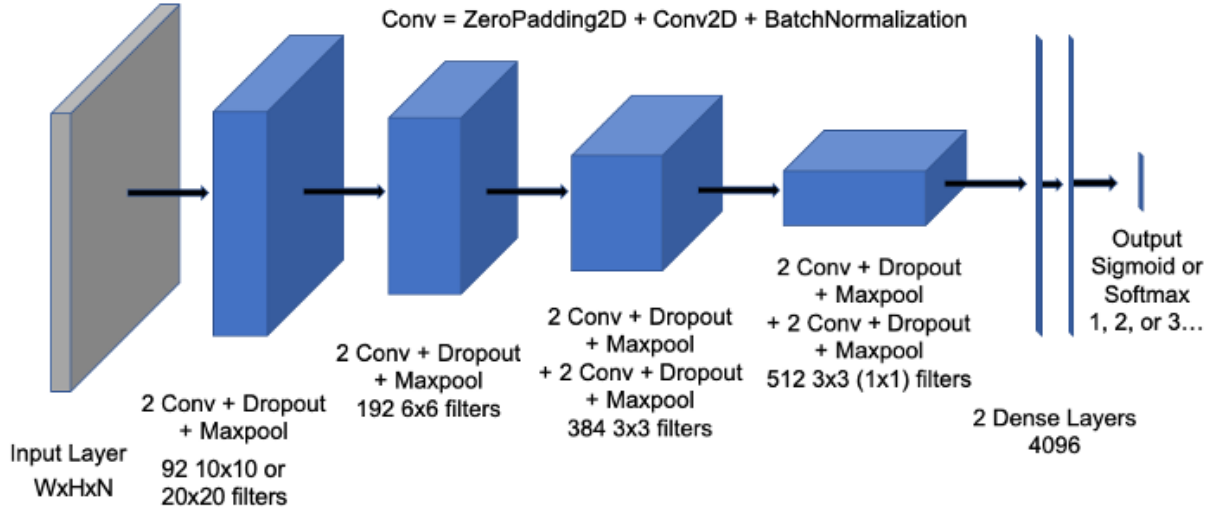 Conv = ZeroPadding2D + Conv2D + BatchNormalization
Input Layer
WxHxN
2 Conv + Dropout
+ Maxpool
92 10x10 or
20x20 filters
2 Conv + Dropout
+ Maxpool
192 6x6 filters
2 Conv + Dropout
+ Maxpool
+ 2 Conv + Dropout
+ Maxpool
384 3x3 filters
2 Conv + Dropout
+ Maxpool
+ 2 Conv + Dropout
+ Maxpool
512 3x3 (1x1) filters
2 Dense Layers
4096
Output
Sigmoid or
Softmax
1, 2, or 3...